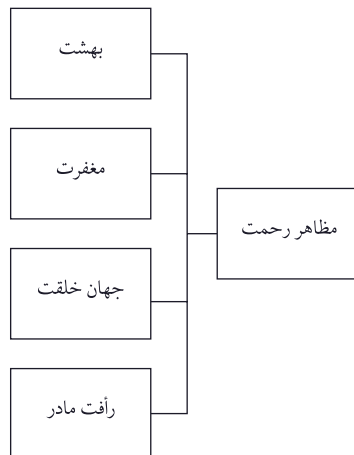 مظاهر رحمت
بهشت
مغفرت
جهان خلقت
رأفت مادر